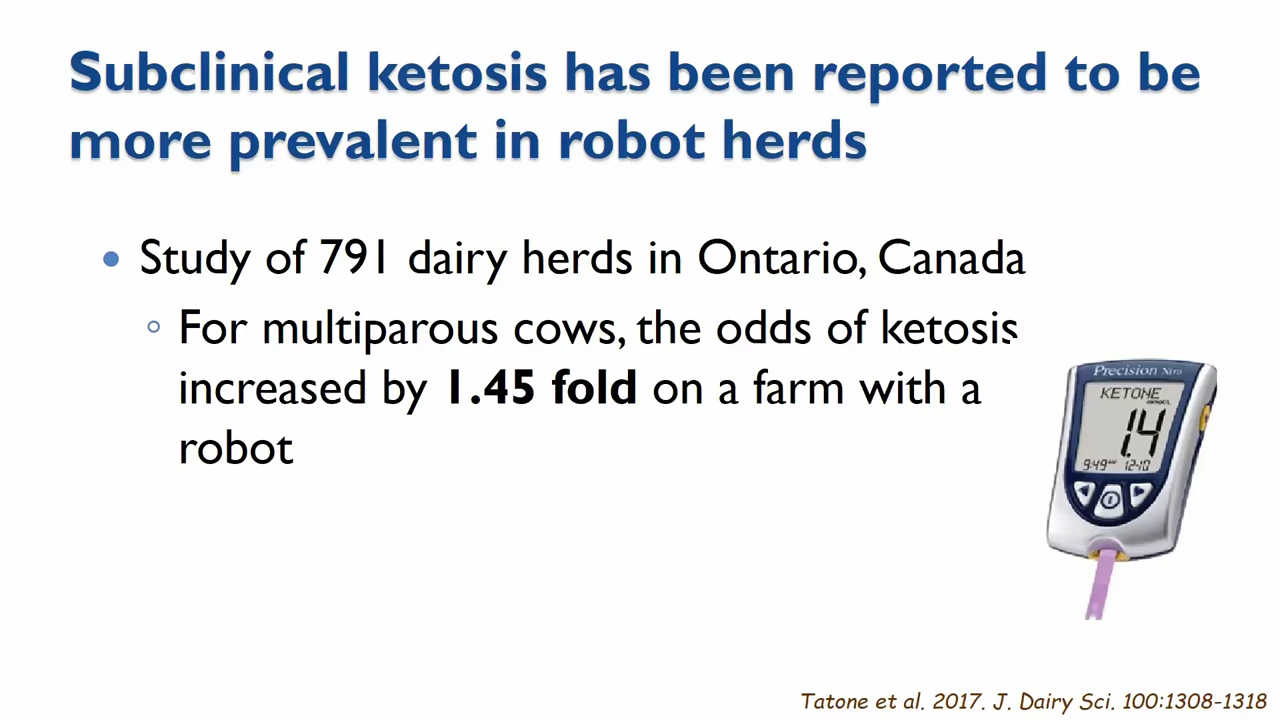 Subclinical ketosis has been reported to be
more prevalent in robot herds
• Study of 791 dairy herds in Ontario, Canada
◦ For multiparous cows, the odds of ketosis
increased by 1.45 fold on a farm with a
robot
Precision Xtra
KETONE
mmol/L
1.4
9:49 12-10
Tatone et al. 2017. J. Dairy Sci. 100:1308-1318